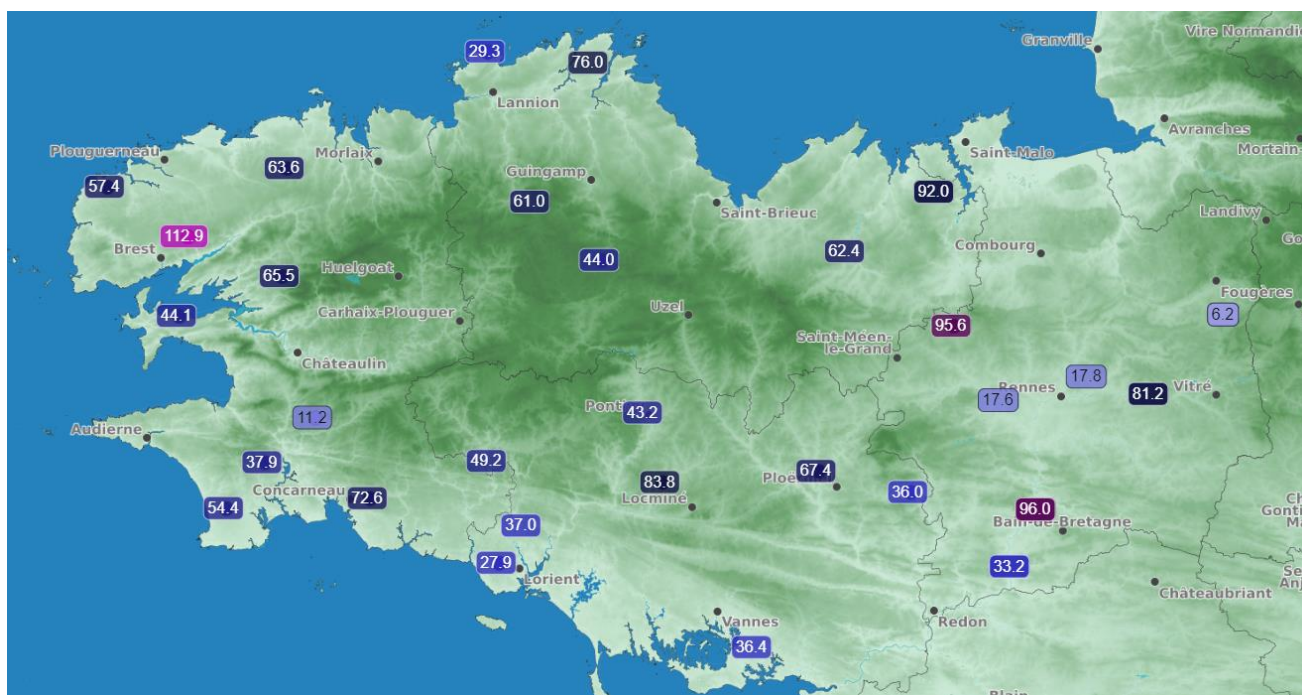 Granville
Vire Normandi
29.3
76.0
Lannion
Avranches
Mortain-
Plouguerneau
Morlaix
63.6
Saint-Malo
57.4
Guingamp
61.0
92.0
Saint-Brieuc
Landivy
112.9
Brest
62.4
Combourg
Go
65.5
Huelgoat
44.0
Fougères
44.1
Carhaix-Plouguer
Uzel
95.6
6.2
Saint-Méen-
le-Grand
Châteaulin
17.8
Rennes
17.6
81.2
Vitré
11.2
43.2
Audierne
37.9
49.2
67.4
83.8
Concarneau
72.6
Locminé
36.0
54.4
96.0
Bain-de-Bretagne
37.0
27.9
Lorient
33.2
Châteaubriant
Vannes
Redon
36.4